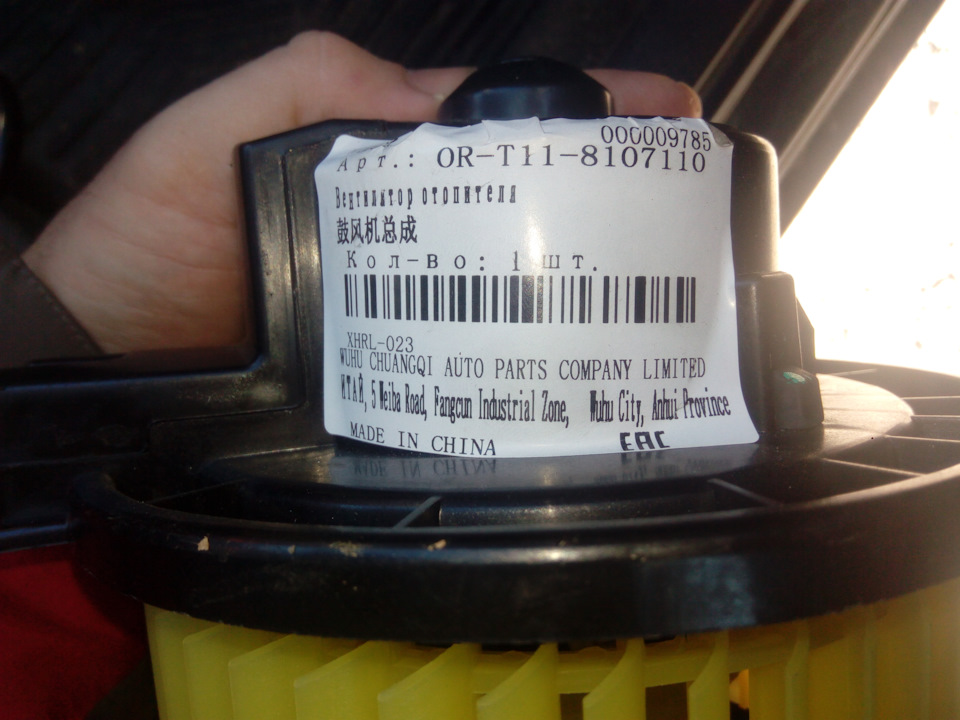 000009785
Арт.: OR-T11-8107110
Вентилятор отопителя
鼓风机总成
Кол-во: 1 шт.
XHRL-023
WUHU CHUANGQI AUTO PARTS COMPANY LIMITED
ИТАЙ, 5 Weiba Road, Fangcun Industrial Zone, Wuhu City, Anhui Province
MADE IN CHINA
EAC